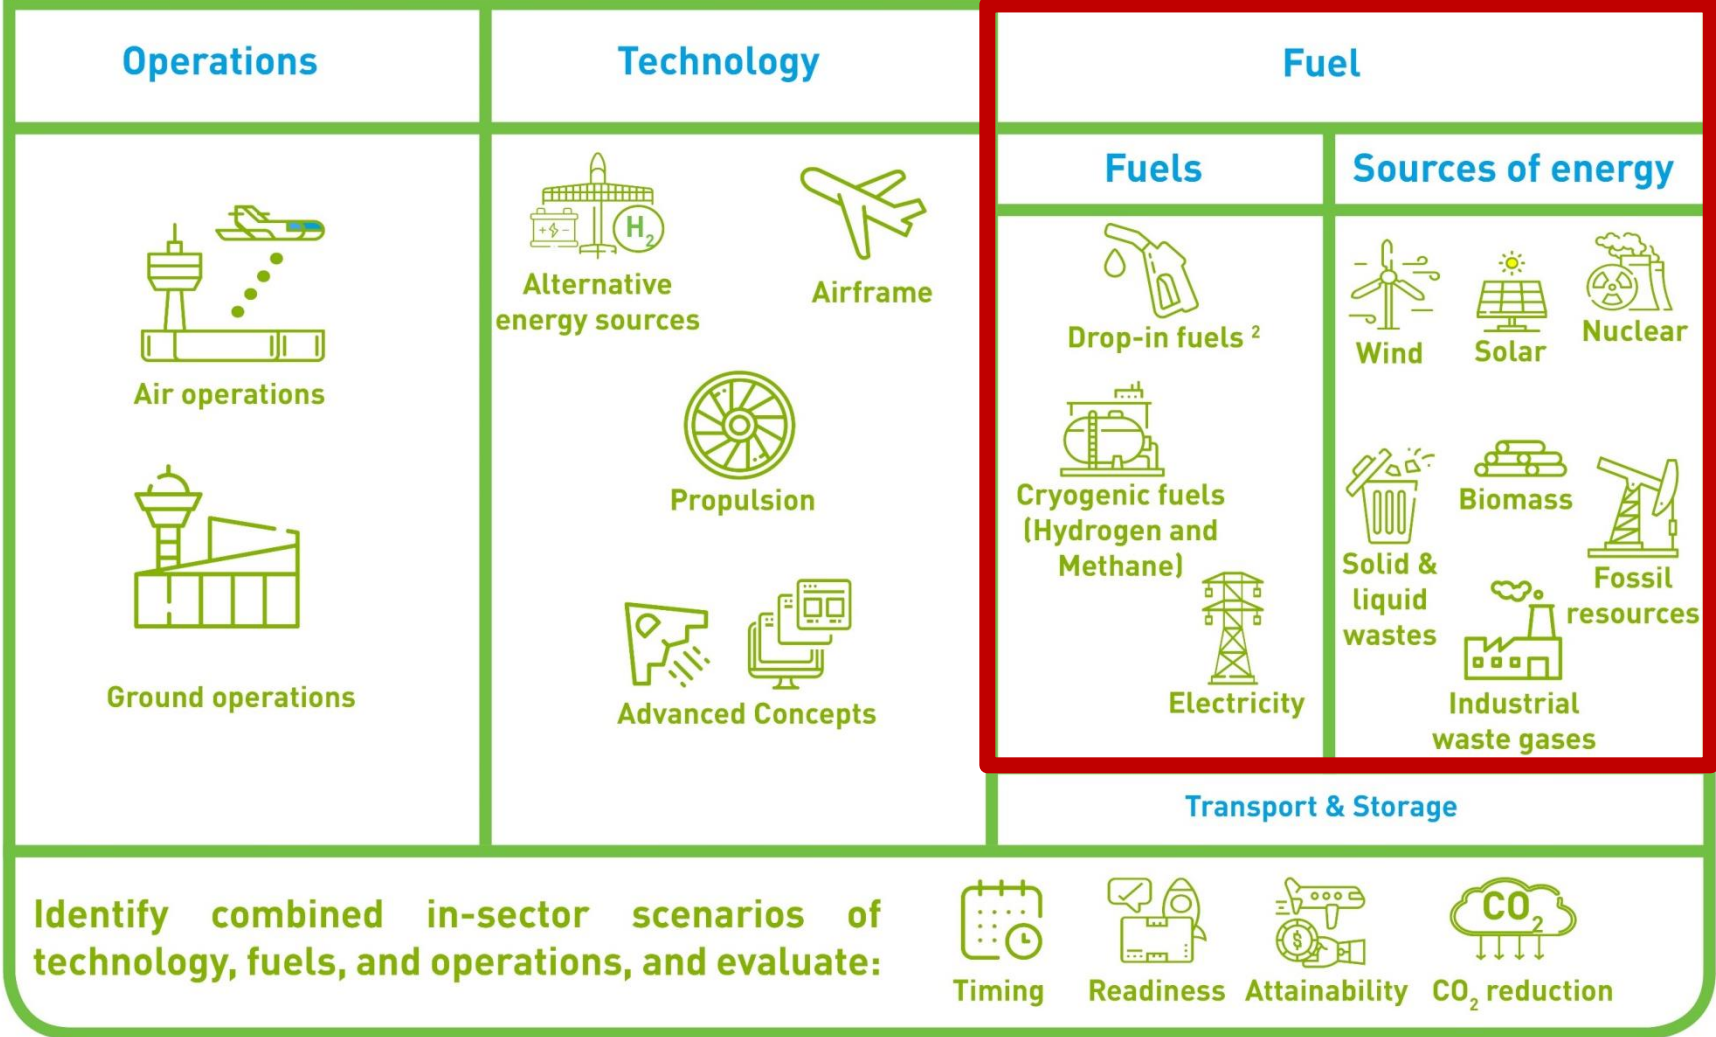 Operations
Technology
Fuel
Fuels
Sources of energy
Air operations
Ground operations
H2
Alternative
energy sources
Airframe
Propulsion
Advanced Concepts
Drop-in fuels 2
Cryogenic fuels
(Hydrogen and
Methane)
Electricity
Wind
Solar
Nuclear
Solid &
liquid
wastes
Biomass
Fossil
resources
Industrial
waste gases
Transport & Storage
Identify combined in-sector scenarios of
technology, fuels, and operations, and evaluate:
Timing
Readiness
$
Attainability
CO2
CO2 reduction